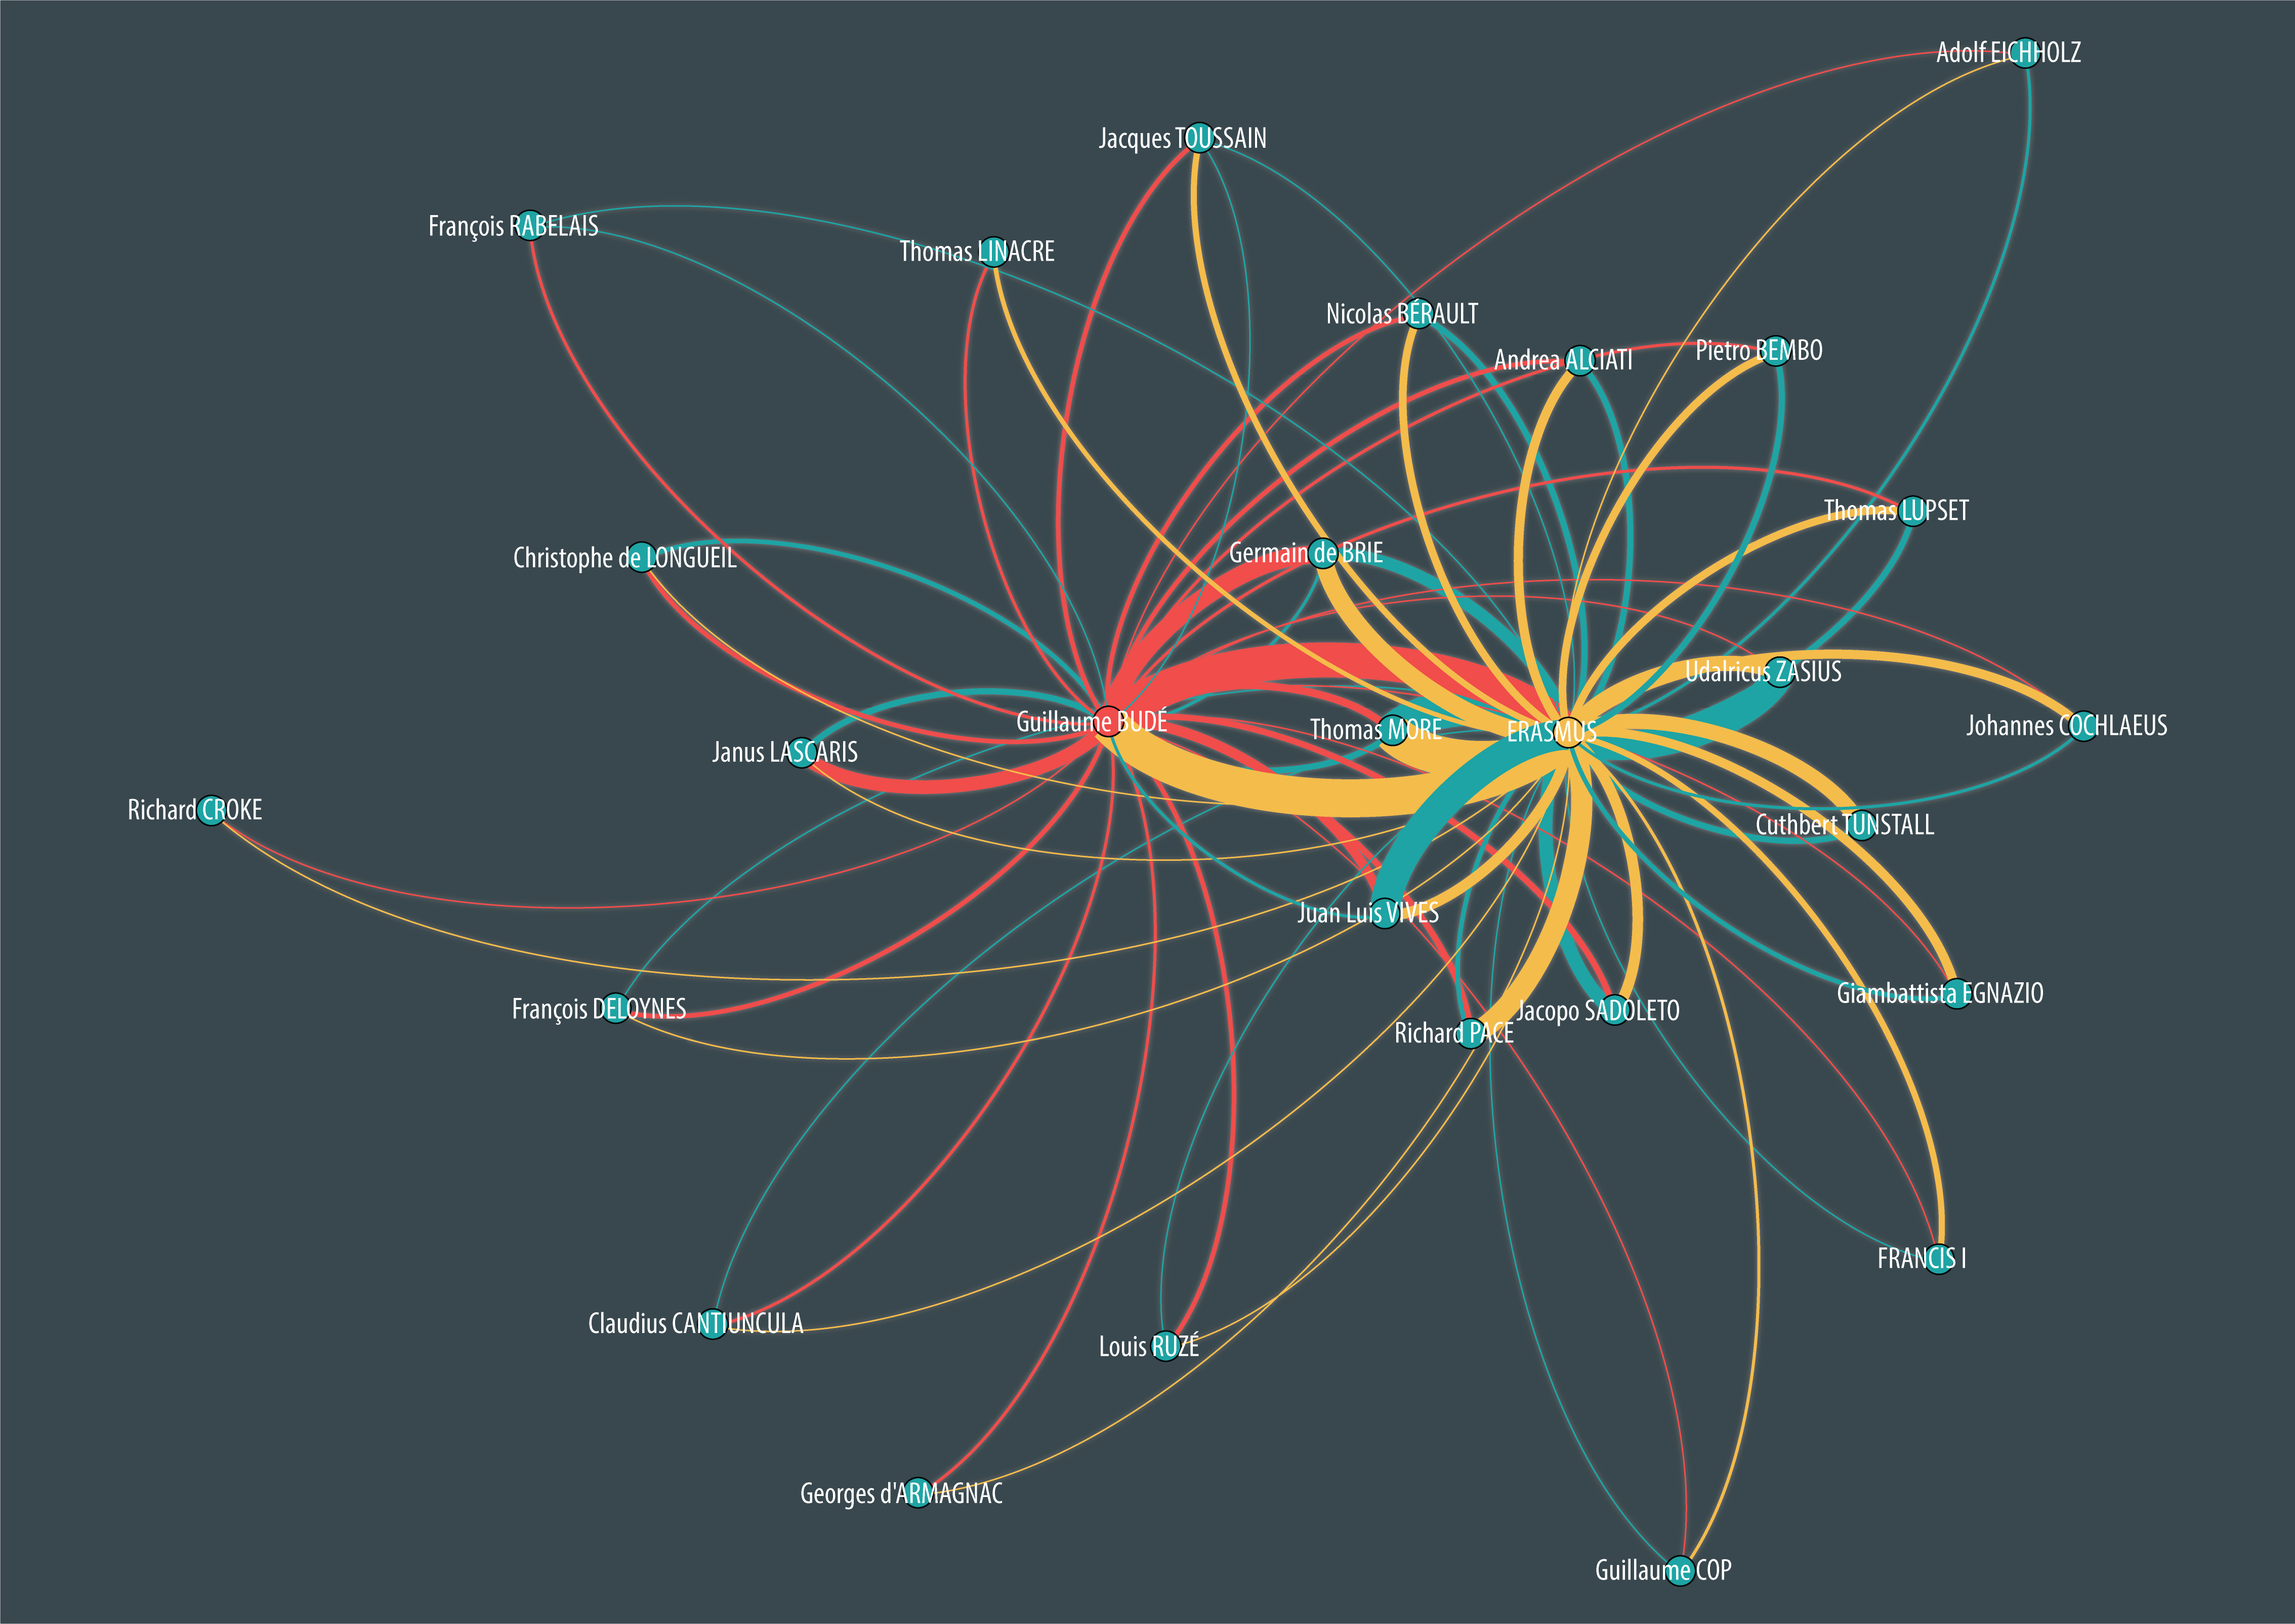 Adolf EICHHOLZ
Jacques TOUSSAIN
François RABELAIS
Thomas LINACRE
Nicolas BÉRAULT
Andrea ALCIATI
Pietro BEMBO
Thomas LUPSET
Germain de BRIE
Christophe de LONGUEIL
Udalricus ZASIUS
Guillaume BUDÉ
Thomas MORE
ERASMUS
Johannes COCHLAEUS
Janus LASCARIS
Richard CROKE
Cuthbert TUNSTALL
Juan Luis VIVES
Giambattista EGNAZIO
François DELOYNES
Jacopo SADOLETO
Richard PACE
FRANCIS I
Claudius CANTIUNCULA
Louis RUZÉ
Georges d'ARMAGNAC
Guillaume COP